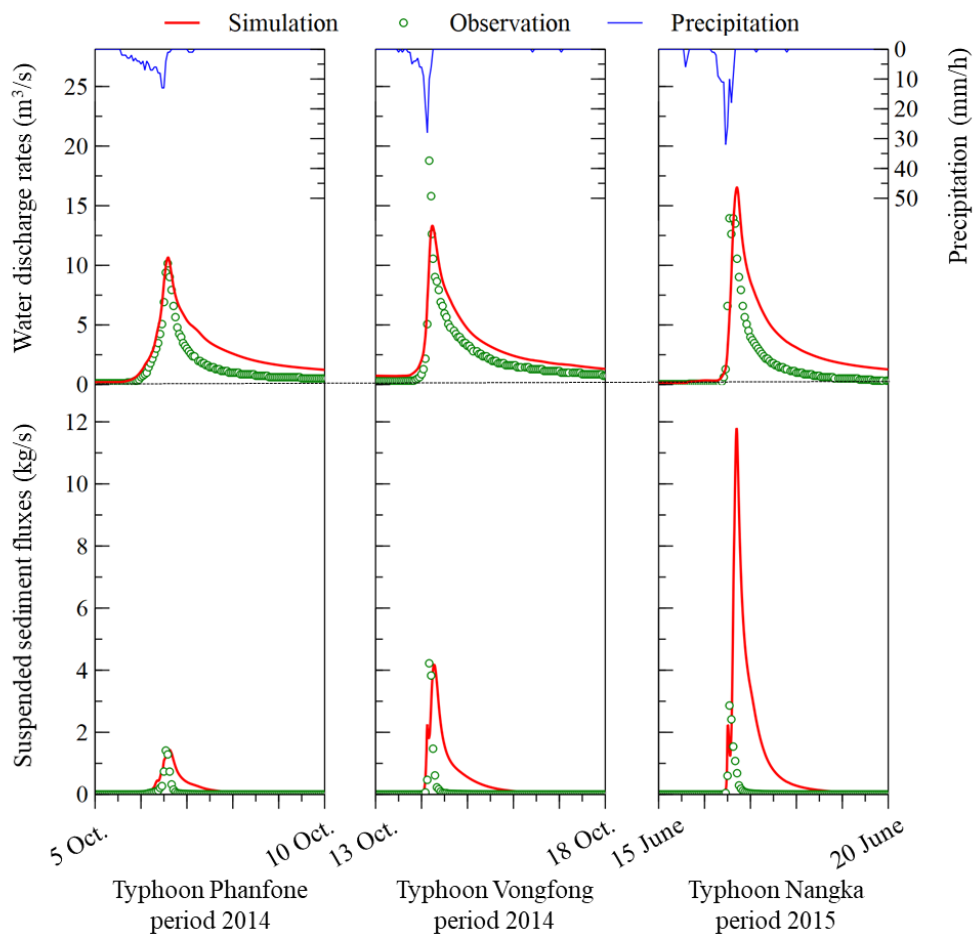 Simulation Observation Precipitation
Water discharge rates (m³/s)
25
20
15
10
5
0
0
10
20
30
40
50
Precipitation (mm/h)
Suspended sediment fluxes (kg/s)
12
10
8
6
4
2
0
5 Oct. 10 Oct. 13 Oct. 18 Oct. 15 June 20 June
Typhoon Phanfone Typhoon Vongfong Typhoon Nangka
period 2014 period 2014 period 2015